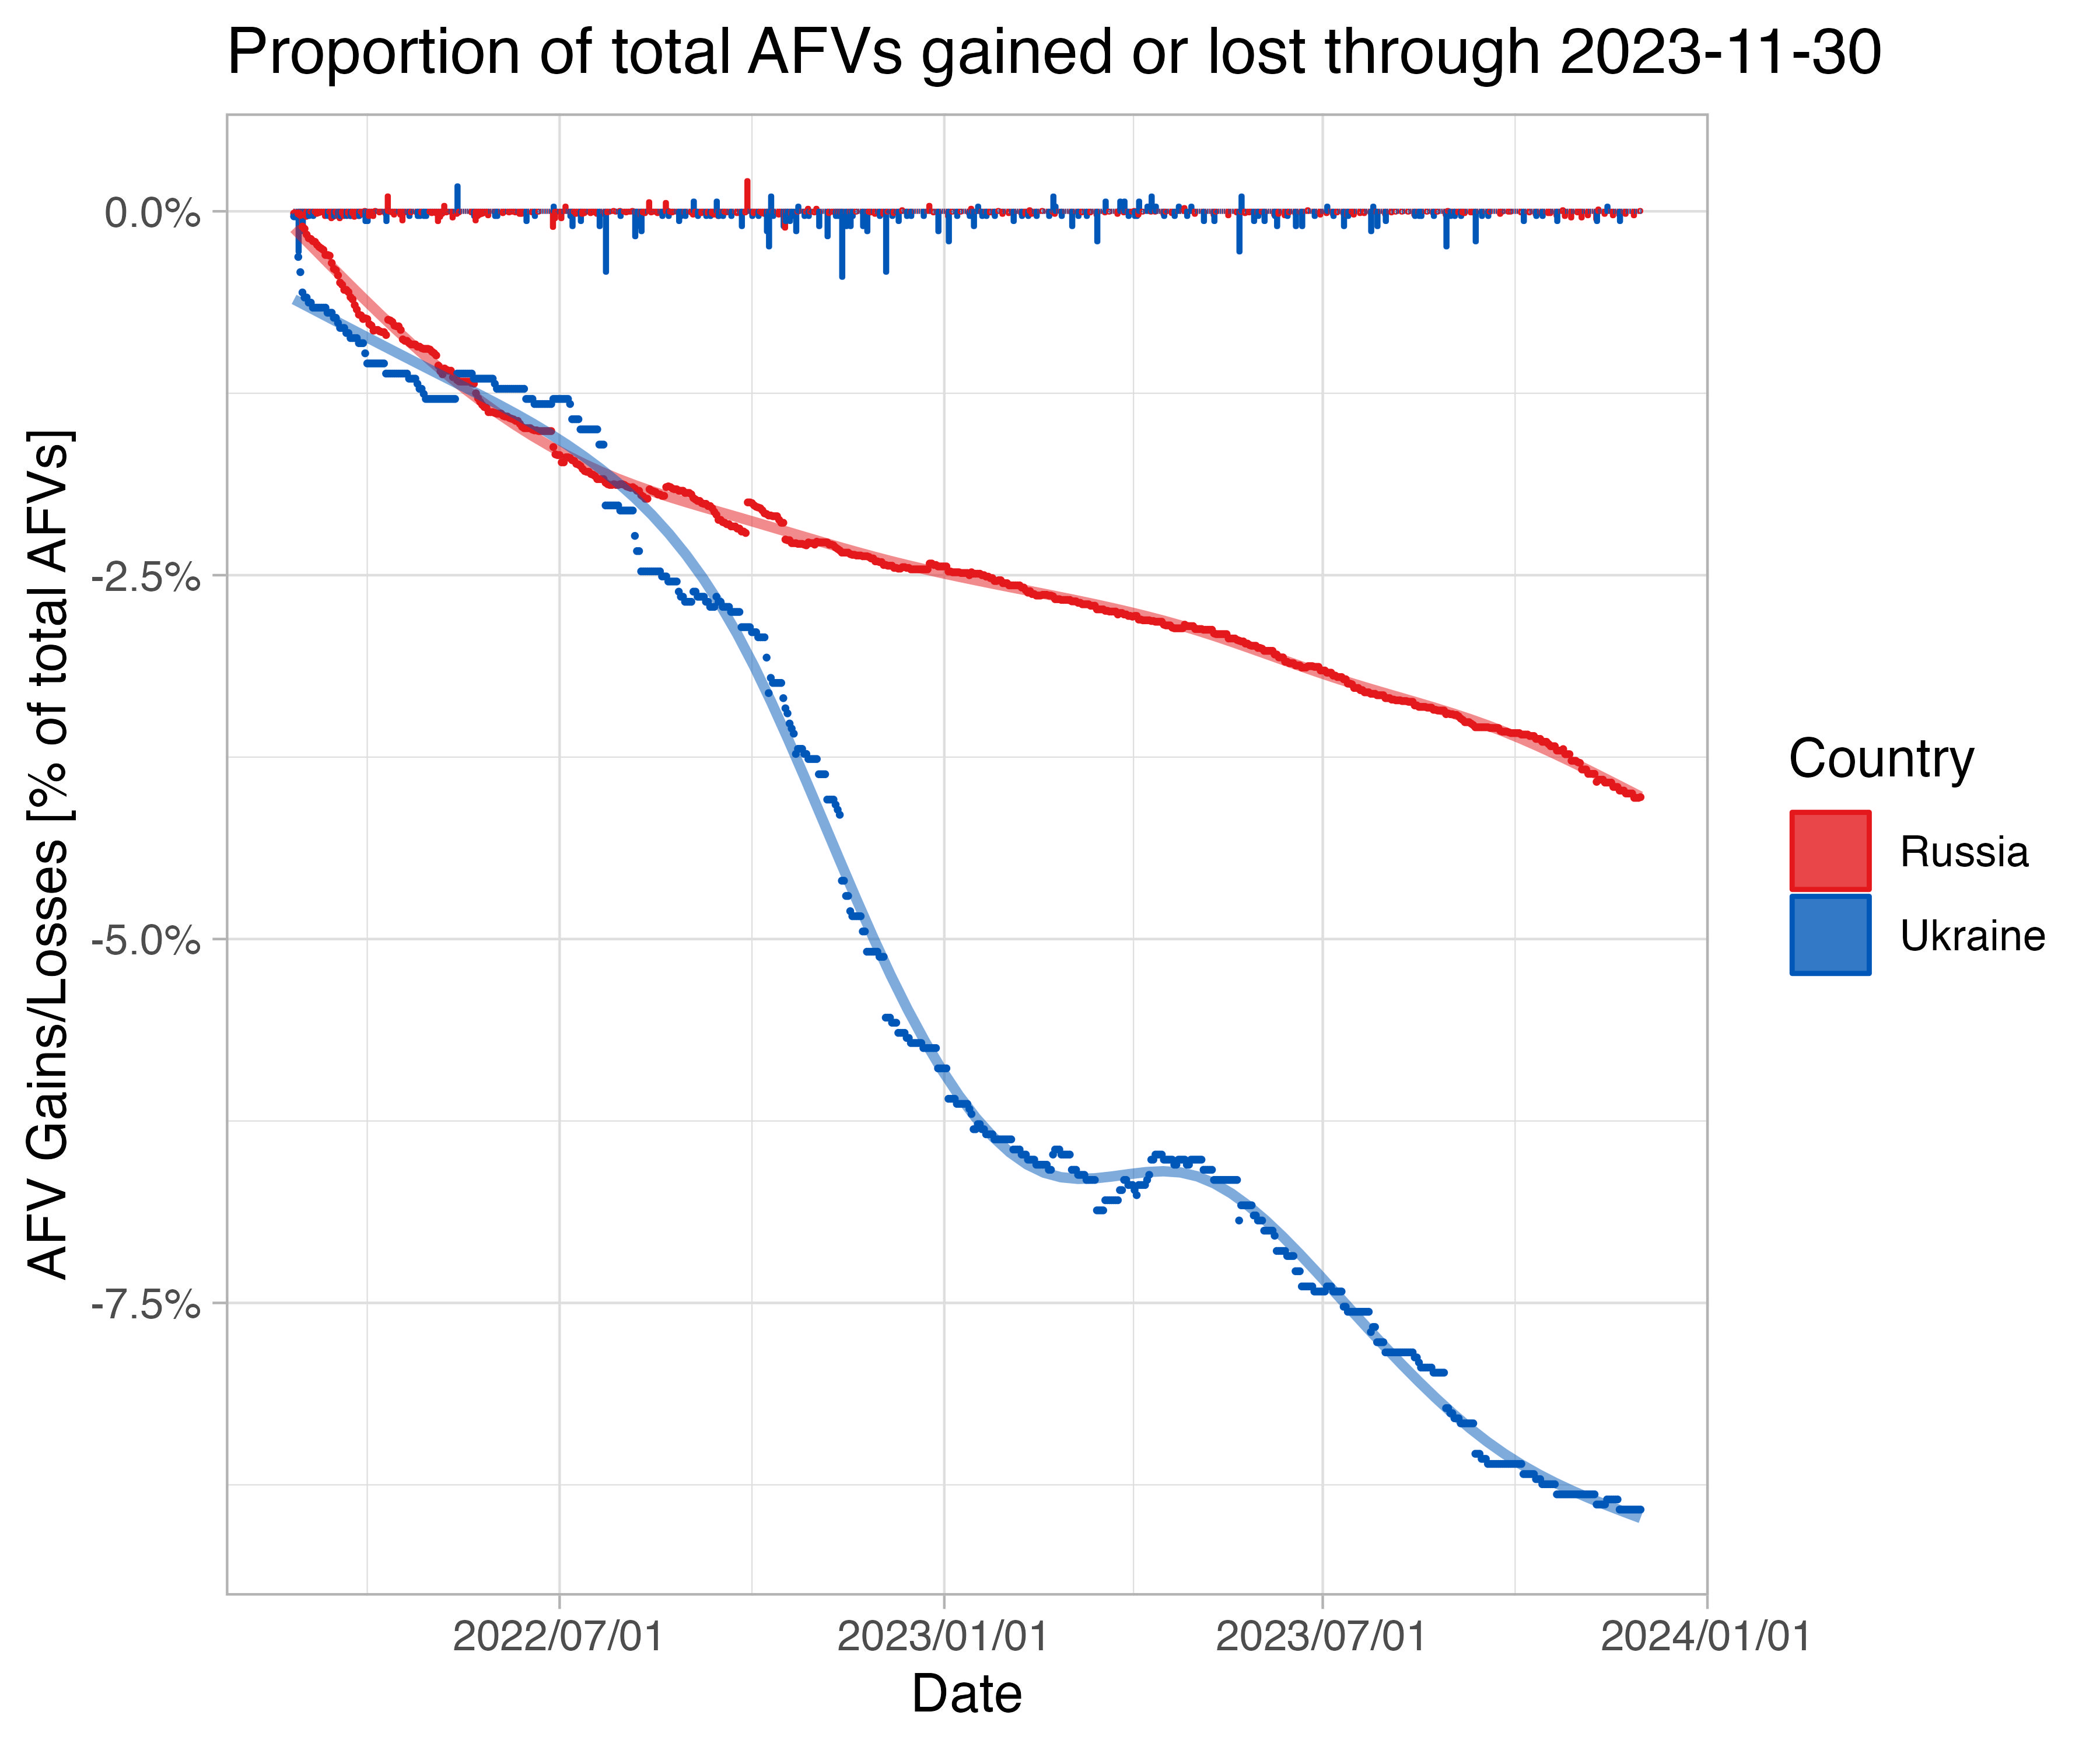 Proportion of total AFVs gained or lost through 2023-11-30
AFV Gains/Losses [% of total AFVs]
0.0%
-2.5%
-5.0%
-7.5%
2022/07/01
2023/01/01
2023/07/01
2024/01/01
Date
Country
Russia
Ukraine